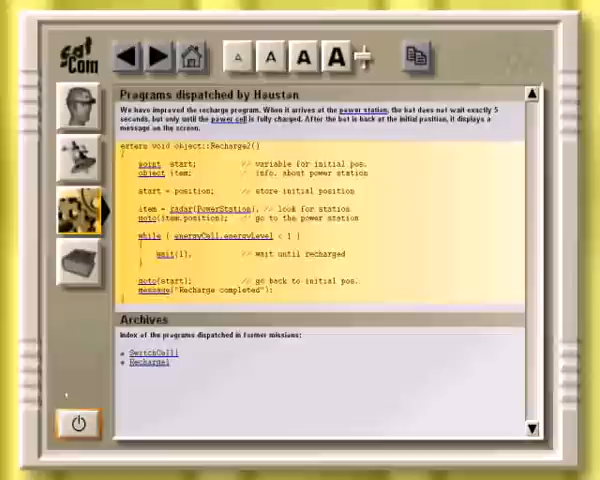 Sat
Com
A A A A
Programs dispatched by Houston
We have improved the recharge program. When it arrives at the power station, the bot does not wait exactly 5
seconds, but only until the power cell is fully charged. After the bot is back at the initial position, it displays a
message on the screen.
extern void object::Recharge2()
{
point start; // variable for initial pos.
object item; // info. about power station
start = position; // store initial position
item = radar(PowerStation); // look for station
goto(item.position); // go to the power station
while ( energyCell.energyLevel < 1 )
{
wait(1); // wait until recharged
}
goto(start); // go back to initial pos.
message("Recharge completed");
}
Archives
Index of the programs dispatched in former missions:
SwitchCell1
Recharge1